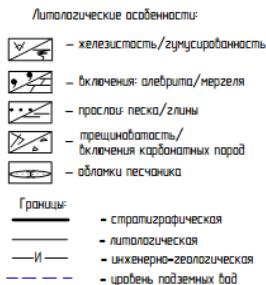 Литологические особенности:
– железистость/гумусированность
– включения: алеврита/мергеля
– прослои: песка/глины
– трещиноватость/
включения карбонатных пород
– обломки песчаника
Границы:
– стратиграфическая
– литологическая
И – инженерно-геологическая
– уровень подземных вод